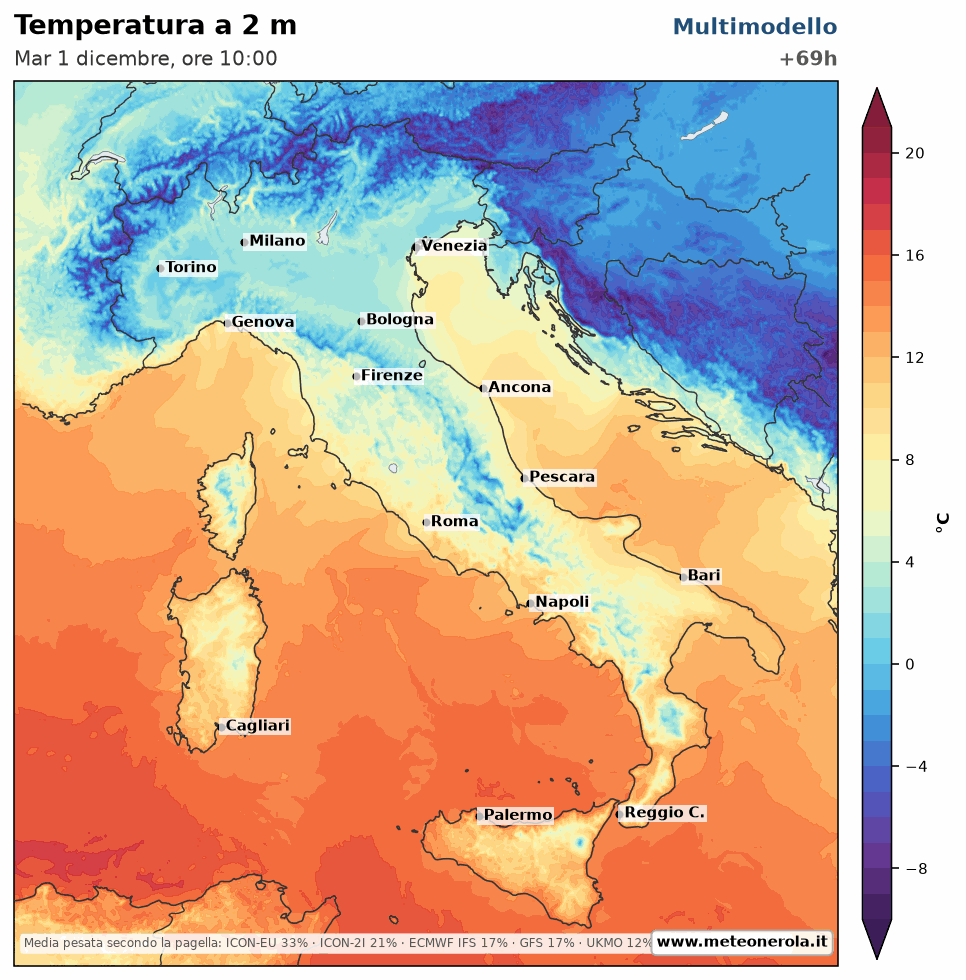 Temperatura a 2 m
Multimodello
Mar 1 dicembre, ore 10:00
+69h
20
16
12
8
4
0
−4
−8
°C
Milano
Venezia
Torino
Genova
Bologna
Firenze
Ancona
Pescara
Roma
Bari
Napoli
Cagliari
Palermo
Reggio C.
Media pesata secondo la pagella: ICON-EU 33% · ICON-2I 21% · ECMWF IFS 17% · GFS 17% · UKMO 12%
www.meteonerola.it